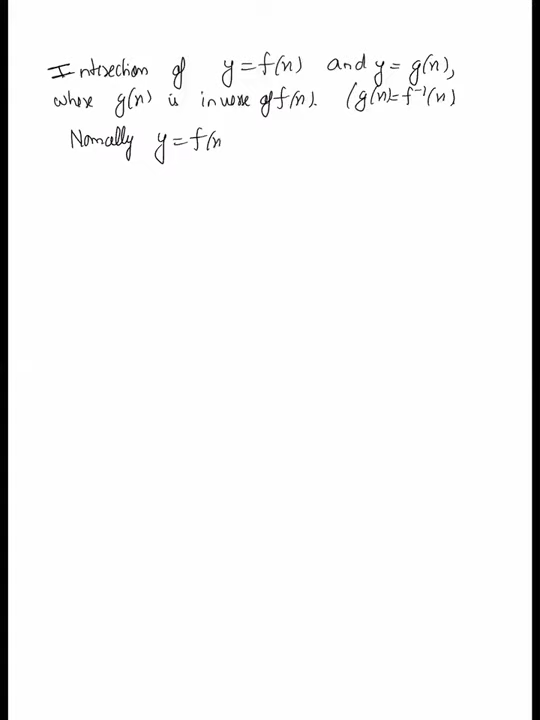 Intersection of y = f(x) and y = g(x),
where g(x) is inverse of f(x). (g(x) = f⁻¹(x)
Normally y = f(x